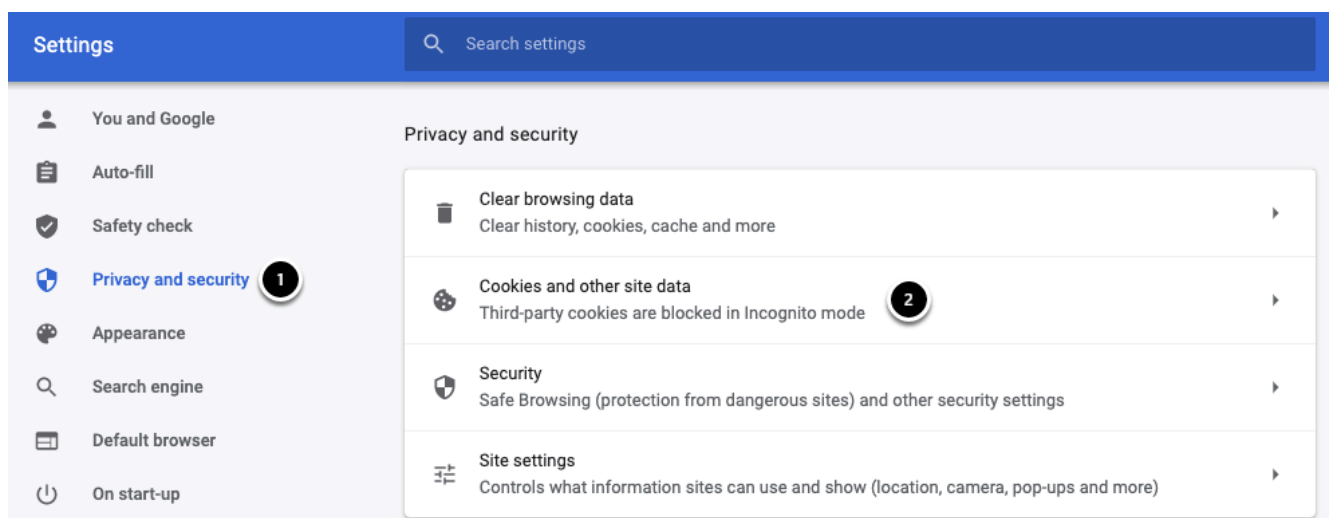 Settings
Search settings
You and Google
Auto-fill
Safety check
Privacy and security 1
Appearance
Search engine
Default browser
On start-up
Privacy and security
Clear browsing data
Clear history, cookies, cache and more
Cookies and other site data
Third-party cookies are blocked in Incognito mode 2
Security
Safe Browsing (protection from dangerous sites) and other security settings
Site settings
Controls what information sites can use and show (location, camera, pop-ups and more)